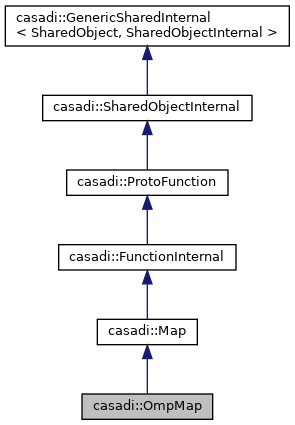 casadi::GenericSharedInternal
< SharedObject, SharedObjectInternal >
casadi::SharedObjectInternal
casadi::ProtoFunction
casadi::FunctionInternal
casadi::Map
casadi::OmpMap